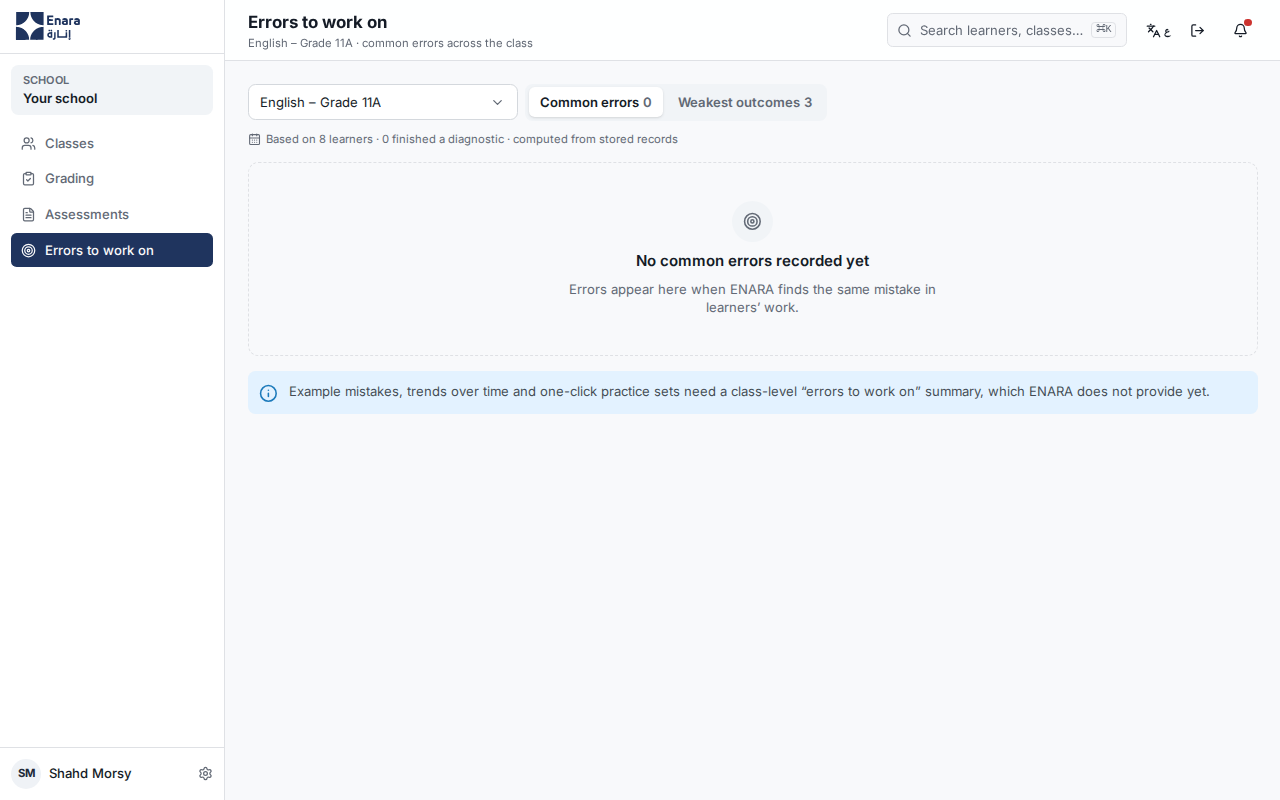 Enara
إنارة
SCHOOL
Your school
Classes
Grading
Assessments
Errors to work on
SM
Shahd Morsy
Errors to work on
English – Grade 11A · common errors across the class
Search learners, classes... ⌘K
ع
English – Grade 11A
Common errors 0
Weakest outcomes 3
Based on 8 learners · 0 finished a diagnostic · computed from stored records
No common errors recorded yet
Errors appear here when ENARA finds the same mistake in
learners’ work.
Example mistakes, trends over time and one-click practice sets need a class-level “errors to work on” summary, which ENARA does not provide yet.